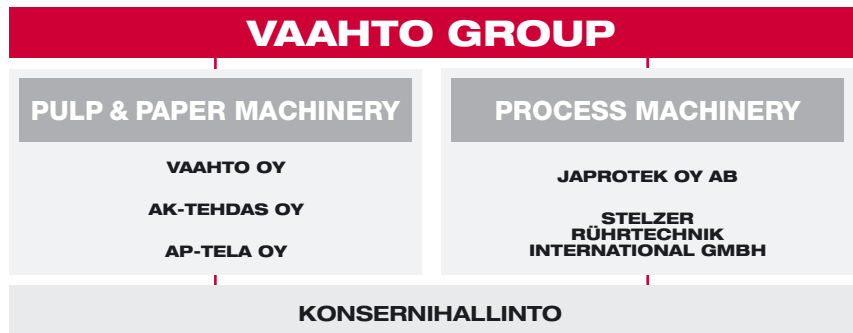 VAAHTO GROUP
PULP & PAPER MACHINERY
VAAHTO OY
AK-TEHDAS OY
AP-TELA OY
PROCESS MACHINERY
JAPROTEK OY AB
STELZER
RÜHRTECHNIK
INTERNATIONAL GMBH
KONSERNIHALLINTO